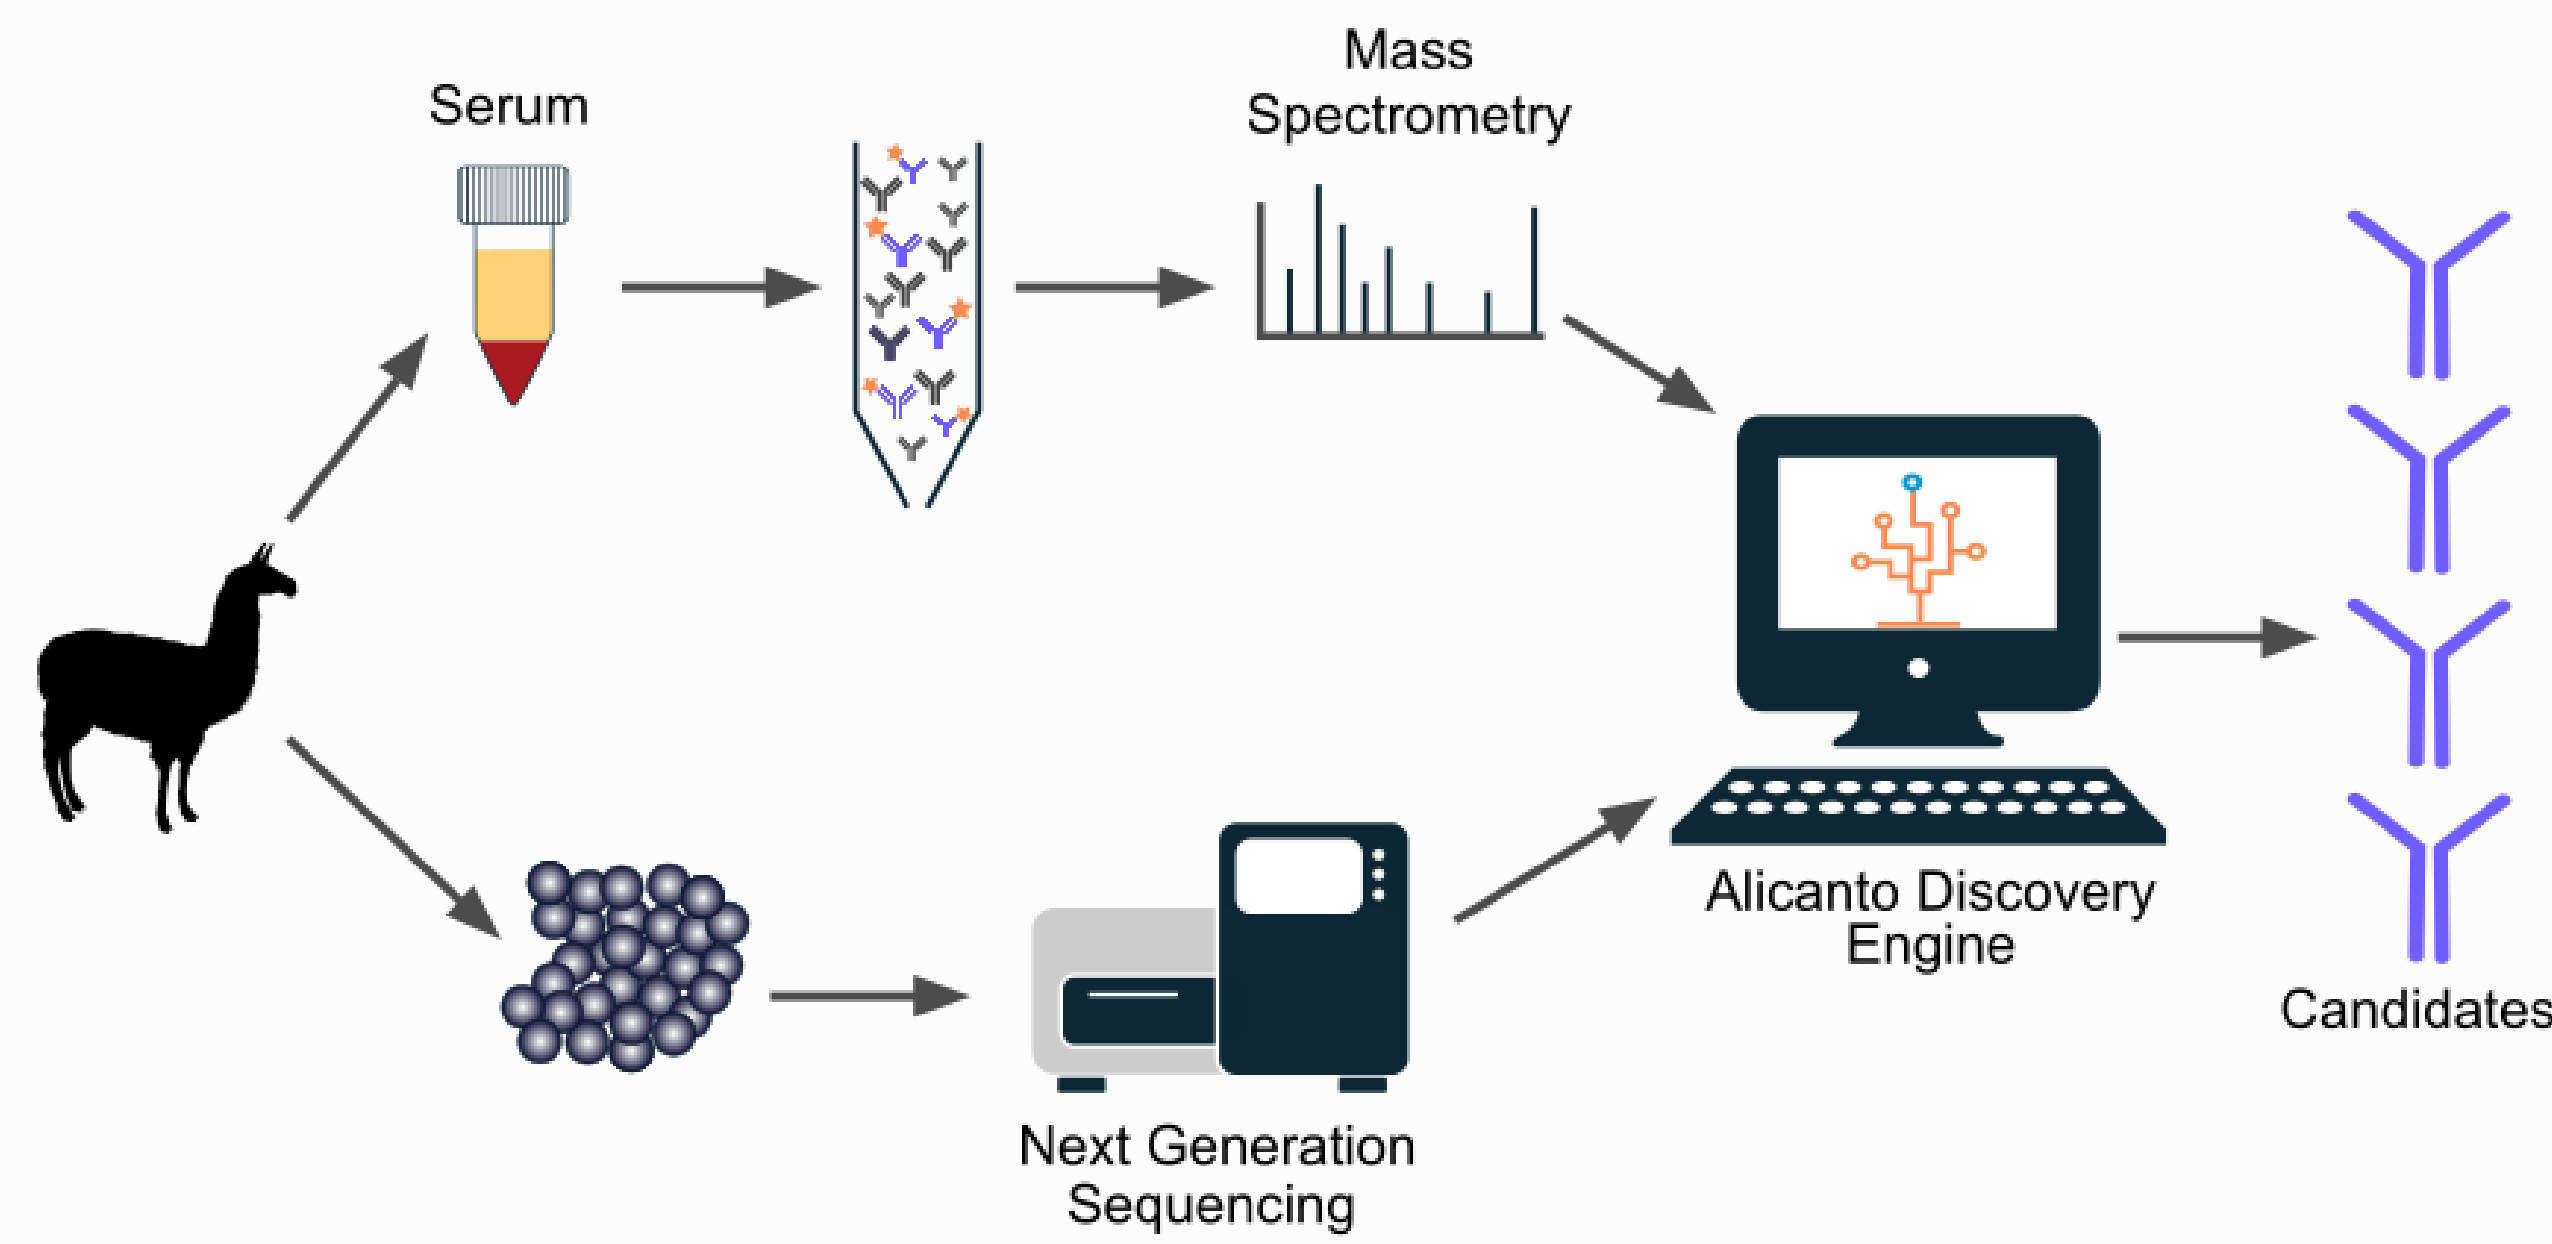 Serum
Mass
Spectrometry
Alicanto Discovery
Engine
Candidates
Next Generation
Sequencing